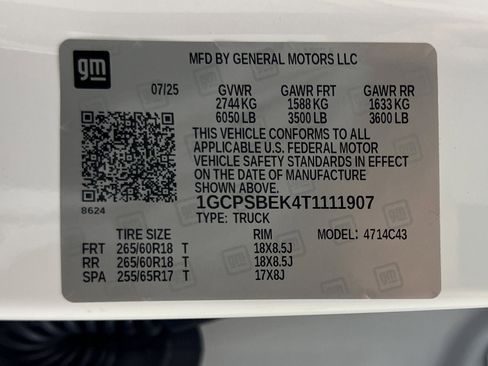 gm
MFD BY GENERAL MOTORS LLC
07/25 GVWR GAWR FRT GAWR RR
2744 KG 1588 KG 1633 KG
6050 LB 3500 LB 3600 LB
THIS VEHICLE CONFORMS TO ALL
APPLICABLE U.S. FEDERAL MOTOR
VEHICLE SAFETY STANDARDS IN EFFECT
ON THE DATE OF MANUFACTURE
SHOWN ABOVE.
8624
1GCPSBEK4T1111907
TYPE: TRUCK
TIRE SIZE RIM MODEL: 4714C43
FRT 265/60R18 T 18X8.5J
RR 265/60R18 T 18X8.5J
SPA 255/65R17 T 17X8J